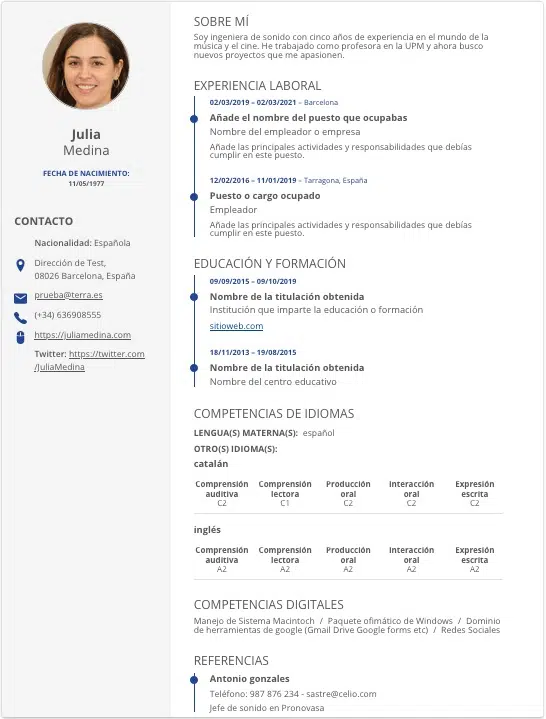 Julia
Medina
FECHA DE NACIMIENTO:
11/05/1977
CONTACTO
Nacionalidad: Española
Dirección de Test,
08026 Barcelona, España
prueba@terra.es
(+34) 636908555
https://juliamedina.com
Twitter: https://twitter.com
/JuliaMedina
SOBRE MÍ
Soy ingeniera de sonido con cinco años de experiencia en el mundo de la
música y el cine. He trabajado como profesora en la UPM y ahora busco
nuevos proyectos que me apasionen.
EXPERIENCIA LABORAL
02/03/2019 – 02/03/2021 – Barcelona
Añade el nombre del puesto que ocupabas
Nombre del empleador o empresa
Añade las principales actividades y responsabilidades que debías
cumplir en este puesto.
12/02/2016 – 11/01/2019 – Tarragona, España
Puesto o cargo ocupado
Empleador
Añade las principales actividades y responsabilidades que debías
cumplir en este puesto.
EDUCACIÓN Y FORMACIÓN
09/09/2015 – 09/10/2019
Nombre de la titulación obtenida
Institución que imparte la educación o formación
sitioweb.com
18/11/2013 – 19/08/2015
Nombre de la titulación obtenida
Nombre del centro educativo
COMPETENCIAS DE IDIOMAS
LENGUA(S) MATERNA(S): español
OTRO(S) IDIOMA(S):
catalán
Comprensión Comprensión Producción Interacción Expresión
auditiva lectora oral oral escrita
C2 C1 C2 C2 C2
inglés
Comprensión Comprensión Producción Interacción Expresión
auditiva lectora oral oral escrita
A2 A2 A2 A2 A2
COMPETENCIAS DIGITALES
Manejo de Sistema Macintoch / Paquete ofimático de Windows / Dominio
de herramientas de google (Gmail Drive Google forms etc) / Redes Sociales
REFERENCIAS
Antonio gonzales
Teléfono: 987 876 234 - sastre@celio.com
Jefe de sonido en Pronovasa